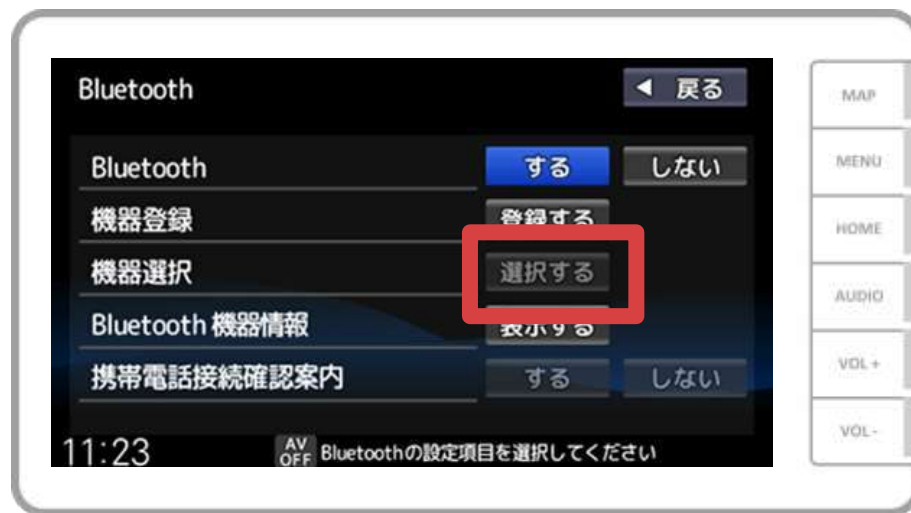 Bluetooth ◀ 戻る
Bluetooth する しない
機器登録 登録する
機器選択 選択する
Bluetooth 機器情報 表示する
携帯電話接続確認案内 する しない
11:23 AV OFF Bluetoothの設定項目を選択してください
MAP
MENU
HOME
AUDIO
VOL+
VOL-